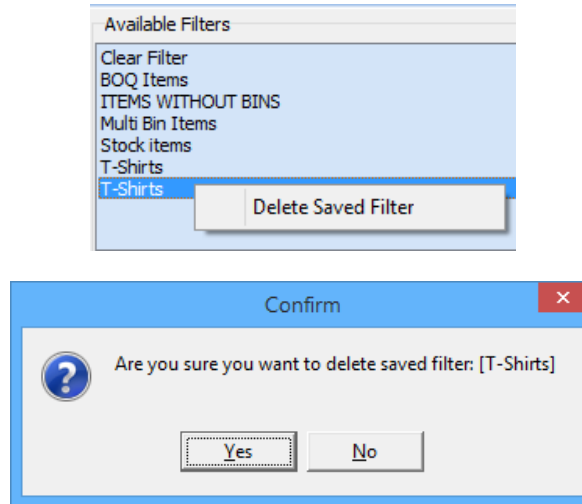 Available Filters
Clear Filter
BOQ Items
ITEMS WITHOUT BINS
Multi Bin Items
Stock items
T-Shirts
T-Shirts
Delete Saved Filter
Confirm
Are you sure you want to delete saved filter: [T-Shirts]
Yes No